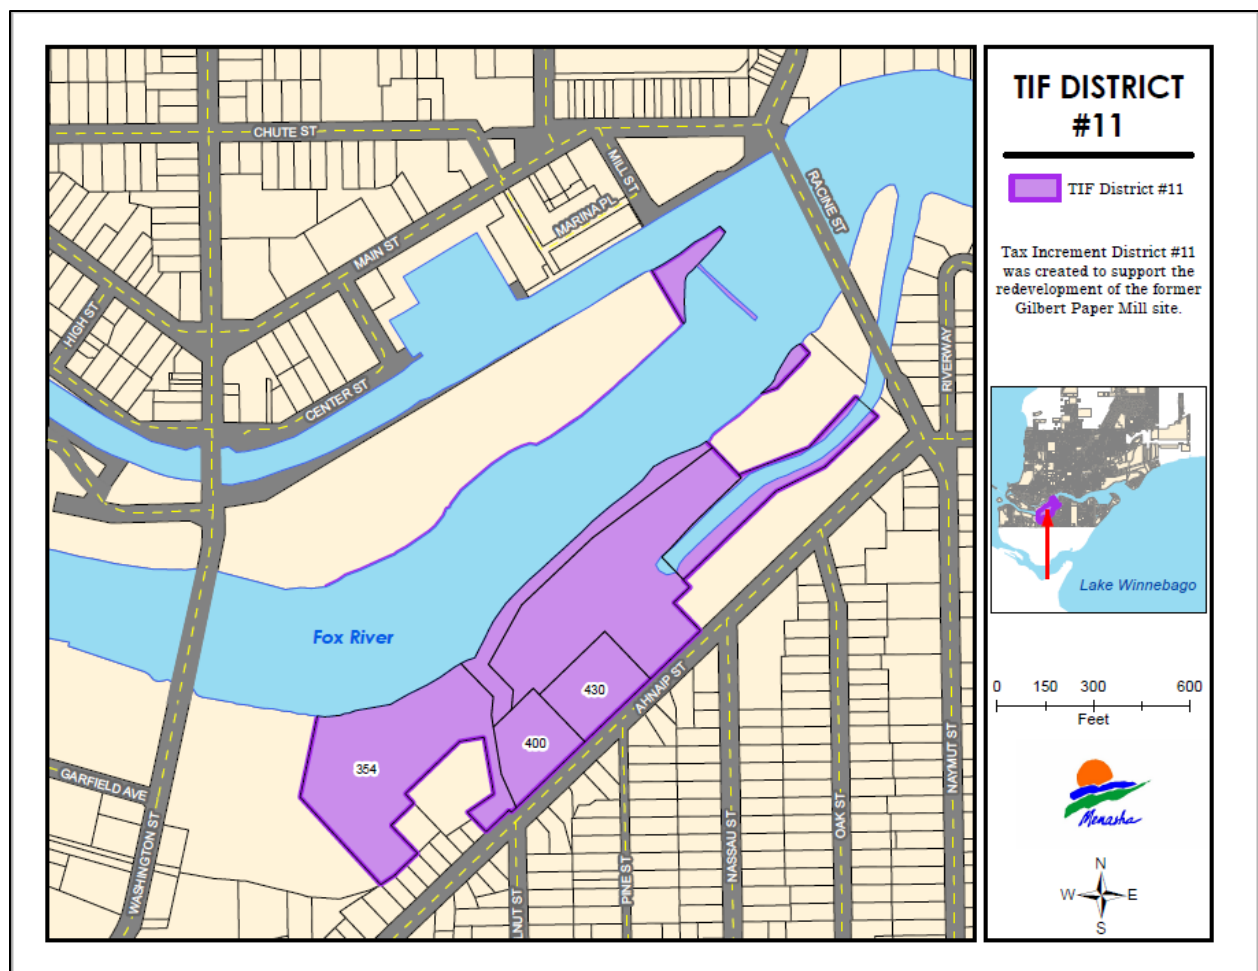 CHUTE ST
MILL ST
RACINE ST
MARINA PL
MAIN ST
HIGH ST
CENTER ST
RIVERWAY
Fox River
AHNAIP ST
430
400
354
GARFIELD AVE
WASHINGTON ST
LNUT ST
PINE ST
NASSAU ST
OAK ST
NAYMUT ST
TIF DISTRICT
#11
TIF District #11
Tax Increment District #11
was created to support the
redevelopment of the former
Gilbert Paper Mill site.
Lake Winnebago
0 150 300 600
Feet
Menasha
N
W E
S